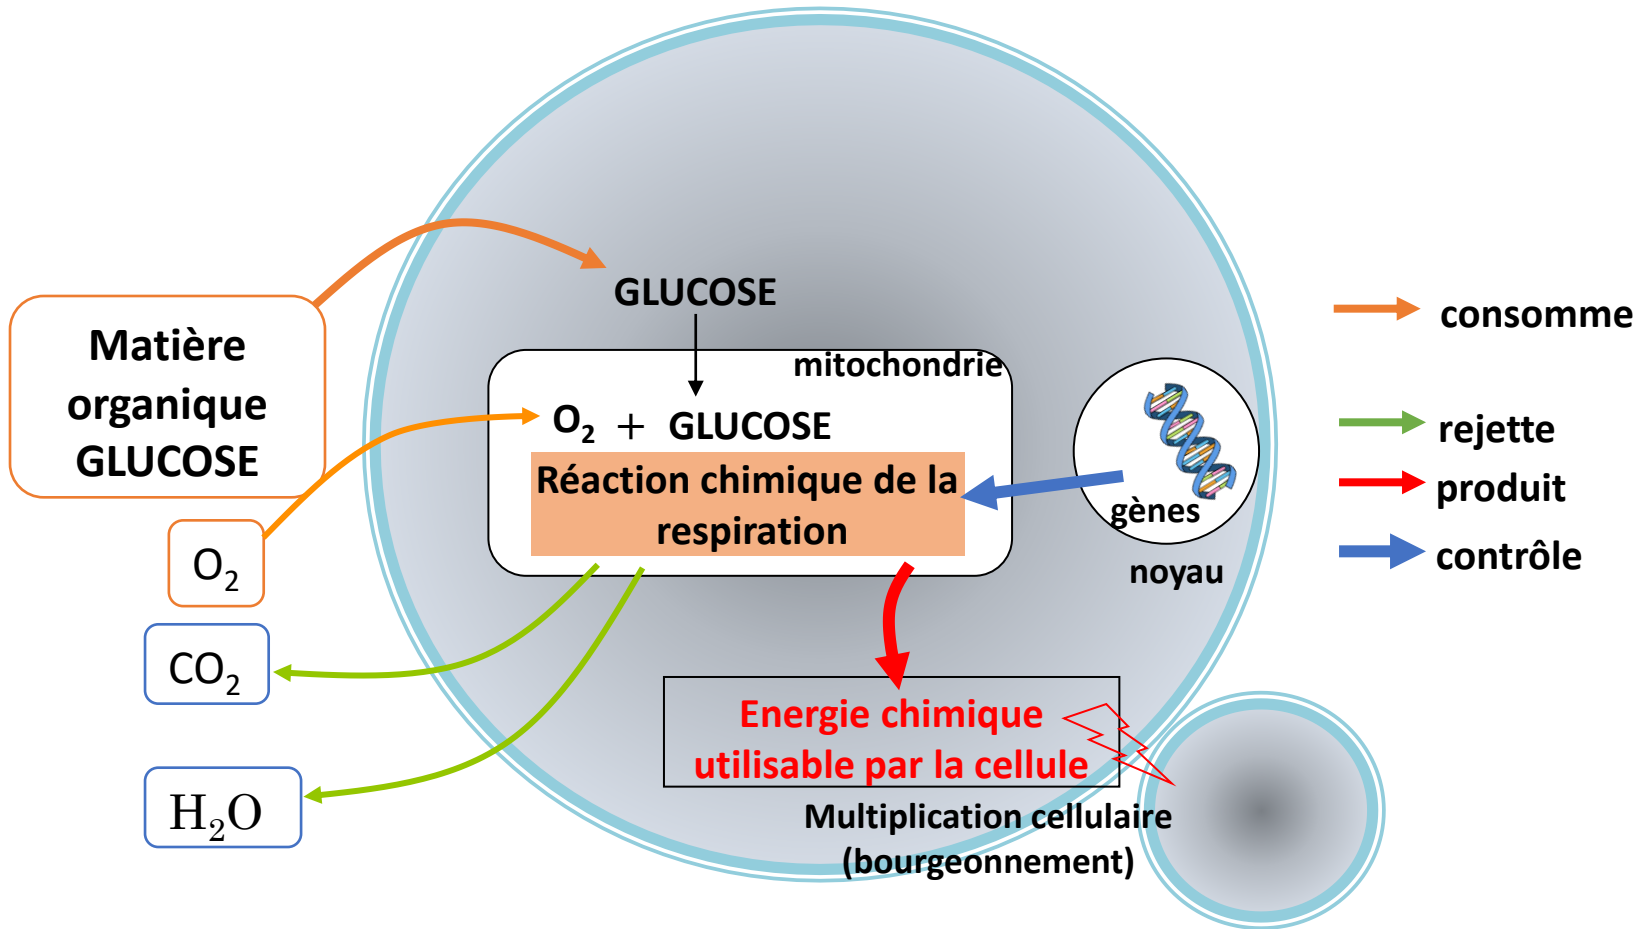 GLUCOSE
Matière
organique
GLUCOSE
mitochondrie
O₂ + GLUCOSE
Réaction chimique de la
respiration
gènes
noyau
O₂
CO₂
H₂O
Energie chimique
utilisable par la cellule
Multiplication cellulaire
(bourgeonnement)
consomme
rejette
produit
contrôle